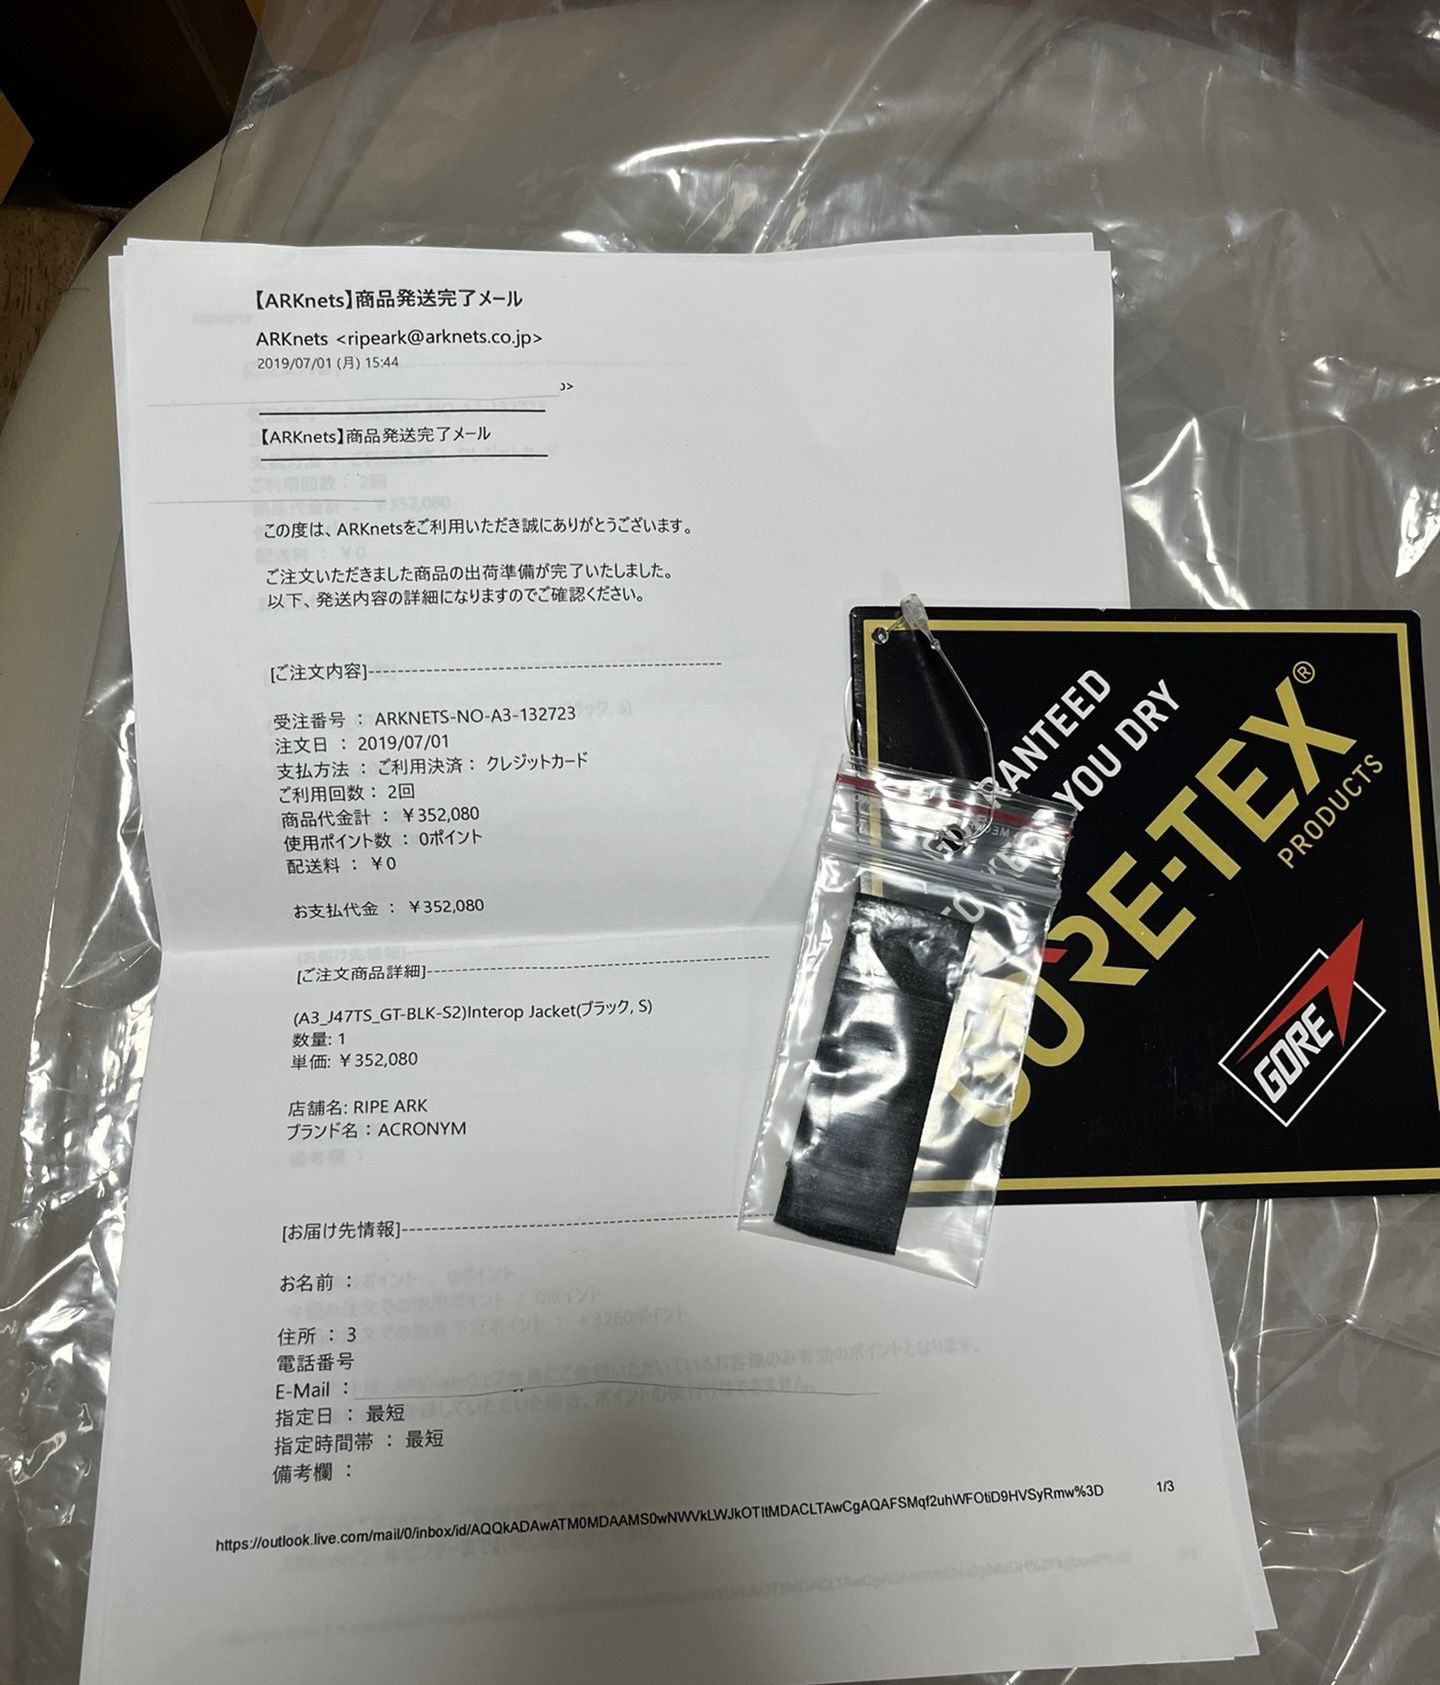 【ARKnets】商品発送完了メール
ARKnets <ripeark@arknets.co.jp>
2019/07/01 (月) 15:44
p>
【ARKnets】商品発送完了メール
この度は、ARKnetsをご利用いただき誠にありがとうございます。
ご注文いただきました商品の出荷準備が完了いたしました。
以下、発送内容の詳細になりますのでご確認ください。
[ご注文内容]--------------------------------------------------
受注番号 : ARKNETS-NO-A3-132723
注文日 : 2019/07/01
支払方法 : ご利用決済: クレジットカード
ご利用回数: 2回
商品代金計 : ￥352,080
使用ポイント数 : 0ポイント
配送料 : ￥0
お支払代金 : ￥352,080
[ご注文商品詳細]--------------------------------------------------
(A3_J47TS_GT-BLK-S2)Interop Jacket(ブラック, S)
数量: 1
単価: ￥352,080
店舗名: RIPE ARK
ブランド名：ACRONYM
[お届け先情報]--------------------------------------------------
お名前 :
住所 : 3
電話番号
E-Mail :
指定日 : 最短
指定時間帯 : 最短
備考欄 :
https://outlook.live.com/mail/0/inbox/id/AQQkADAwATM0MDAAMS0wNWVkLWJkOTItMDACLTAwCgAQAFSMqf2uhWFOtiD9HVSyRmw%3D
1/3
YOU DRY
GORE-TEX®
PRODUCTS
GORE